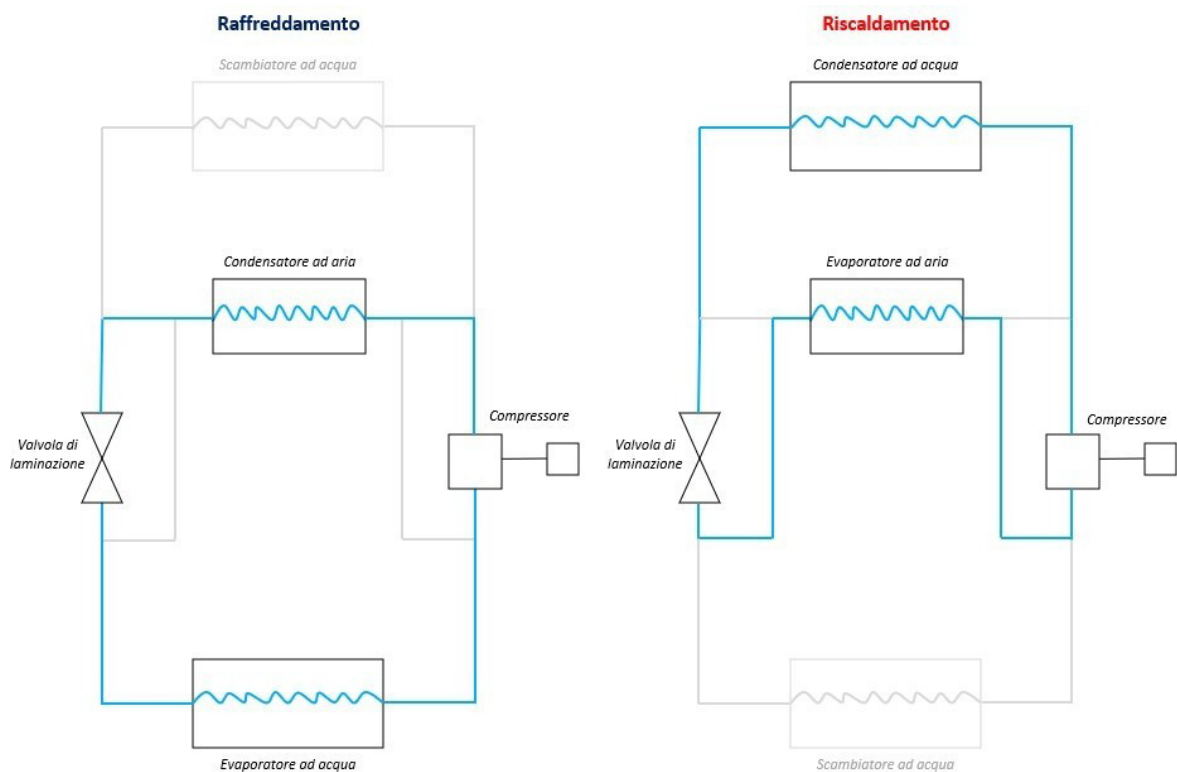 Raffreddamento
Scambiatore ad acqua
Condensatore ad aria
Compressore
Valvola di
laminazione
Evaporatore ad acqua
Riscaldamento
Condensatore ad acqua
Evaporatore ad aria
Compressore
Valvola di
laminazione
Scambiatore ad acqua